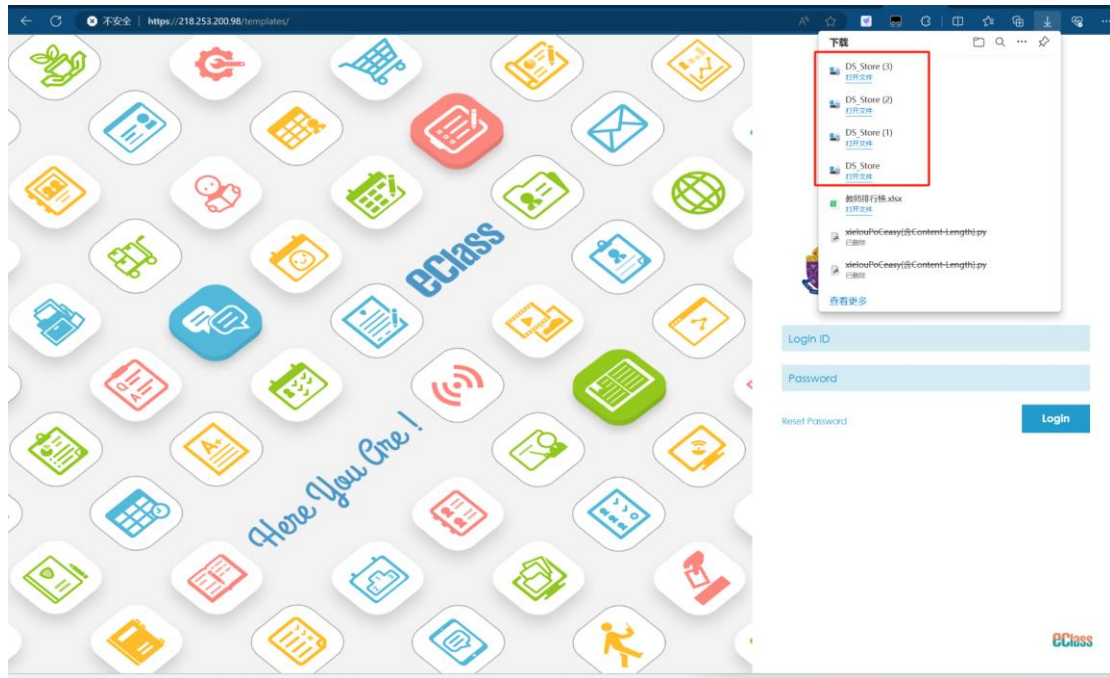 不安全
https://218.253.200.98/templates/
下载
DS_Store (3)
打开文件
DS_Store (2)
打开文件
DS_Store (1)
打开文件
DS_Store
打开文件
教师排行榜.xlsx
打开文件
xielouPoCeasy(含Content-Length).py
已删除
xielouPoCeasy(含Content-Length).py
已删除
查看更多
eClass
Here You Are !
Login ID
Password
Reset Password
Login
eClass